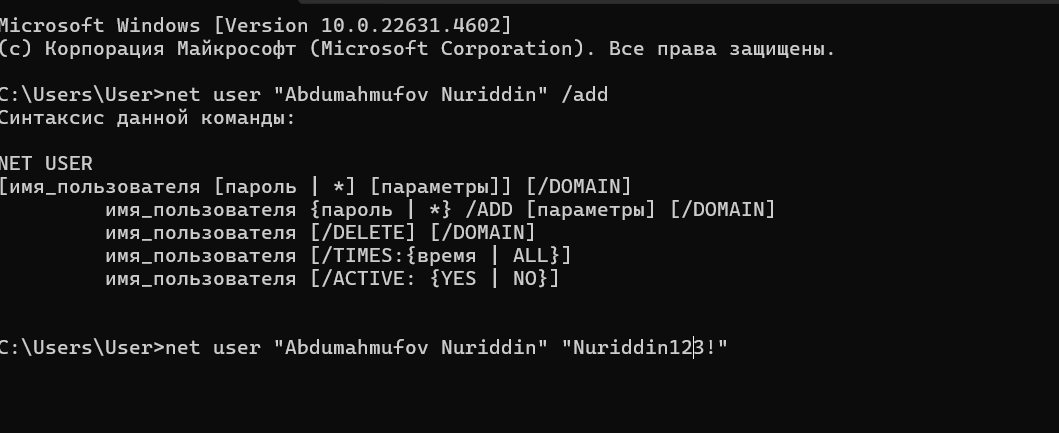 Microsoft Windows [Version 10.0.22631.4602]
(c) Корпорация Майкрософт (Microsoft Corporation). Все права защищены.
C:\Users\User>net user "Abdumahmufov Nuriddin" /add
Синтаксис данной команды:
NET USER
[имя_пользователя [пароль | *] [параметры]] [/DOMAIN]
имя_пользователя {пароль | *} /ADD [параметры] [/DOMAIN]
имя_пользователя [/DELETE] [/DOMAIN]
имя_пользователя [/TIMES:{время | ALL}]
имя_пользователя [/ACTIVE: {YES | NO}]
C:\Users\User>net user "Abdumahmufov Nuriddin" "Nuriddin123!"